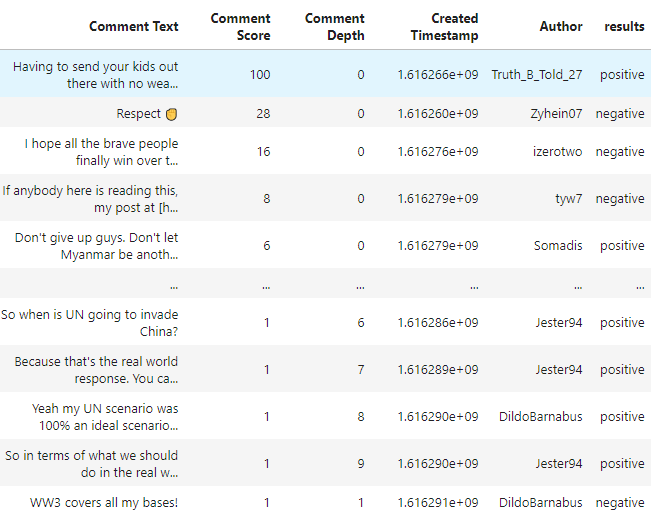 Comment Text Comment Score Comment Depth Created Timestamp Author results
Having to send your kids out there with no wea... 100 0 1.616266e+09 Truth_B_Told_27 positive
Respect ✊ 28 0 1.616260e+09 Zyhein07 negative
I hope all the brave people finally win over t... 16 0 1.616276e+09 izerotwo negative
If anybody here is reading this, my post at [h... 8 0 1.616279e+09 tyw7 negative
Don't give up guys. Don't let Myanmar be anoth... 6 0 1.616279e+09 Somadis positive
... ... ... ... ... ...
So when is UN going to invade China? 1 6 1.616286e+09 Jester94 positive
Because that's the real world response. You ca... 1 7 1.616289e+09 Jester94 positive
Yeah my UN scenario was 100% an ideal scenario... 1 8 1.616290e+09 DildoBarnabus positive
So in terms of what we should do in the real w... 1 9 1.616290e+09 Jester94 positive
WW3 covers all my bases! 1 1 1.616291e+09 DildoBarnabus negative